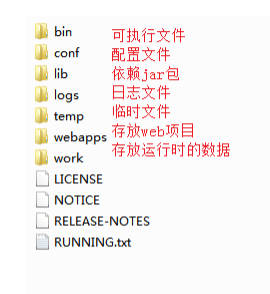 bin 可执行文件
conf 配置文件
lib 依赖jar包
logs 日志文件
temp 临时文件
webapps 存放web项目
work 存放运行时的数据
LICENSE
NOTICE
RELEASE-NOTES
RUNNING.txt